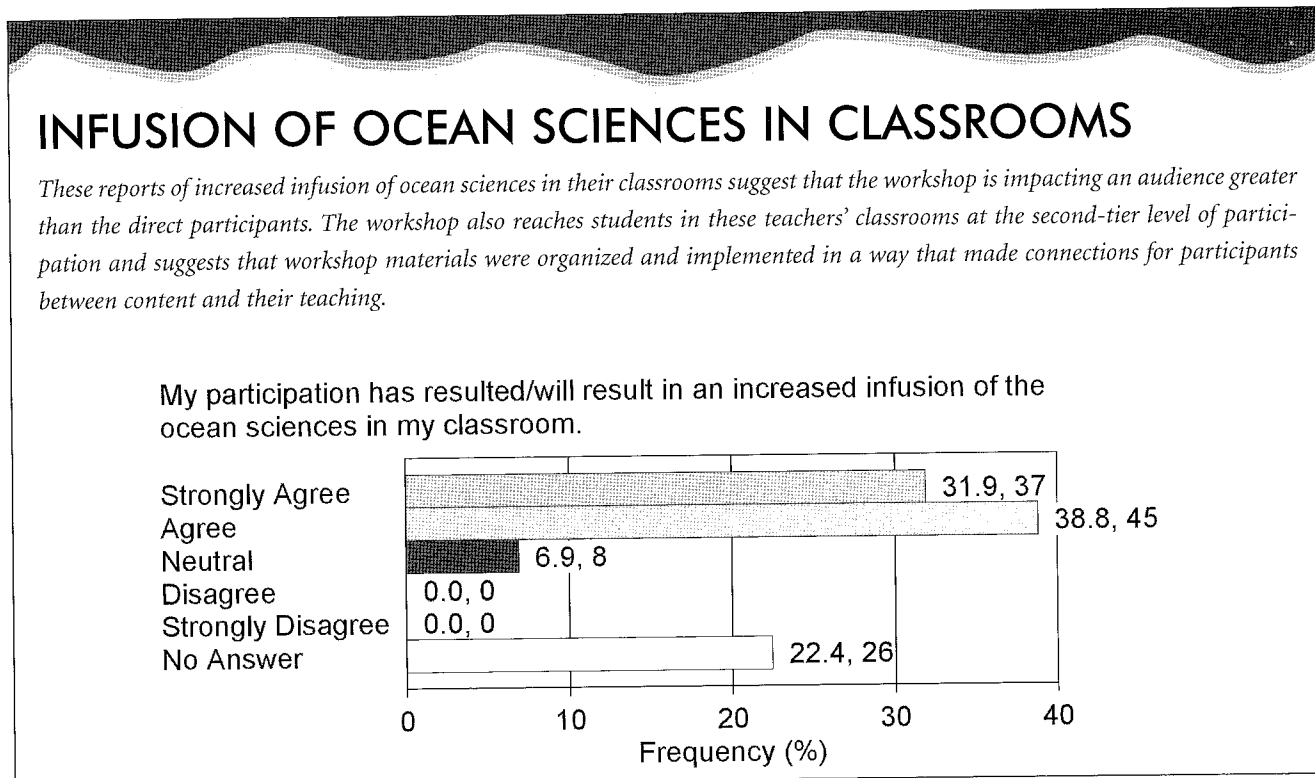 INFUSION OF OCEAN SCIENCES IN CLASSROOMS
These reports of increased infusion of ocean sciences in their classrooms suggest that the workshop is impacting an audience greater
than the direct participants. The workshop also reaches students in these teachers' classrooms at the second-tier level of partici-
pation and suggests that workshop materials were organized and implemented in a way that made connections for participants
between content and their teaching.
My participation has resulted/will result in an increased infusion of the
ocean sciences in my classroom.
Strongly Agree 31.9, 37
Agree 38.8, 45
Neutral 6.9, 8
Disagree 0.0, 0
Strongly Disagree 0.0, 0
No Answer 22.4, 26
0 10 20 30 40
Frequency (%)